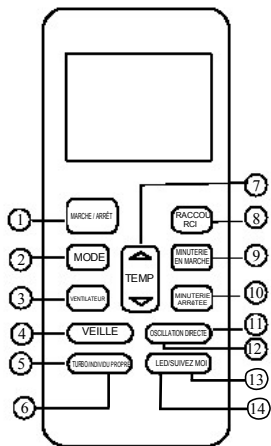 1
MARCHE / ARRÊT
2
MODE
3
VENTILATEUR
4
VEILLE
5
TURBO/INDIVIDU PROPRE
6
TEMP
7
RACCOU
RCI
8
MINUTERIE
EN MARCHE
9
MINUTERIE
ARRêTEE
10
OSCILLATION DIRECTE
11
12
LED/SUIVEZ MOI
13
14